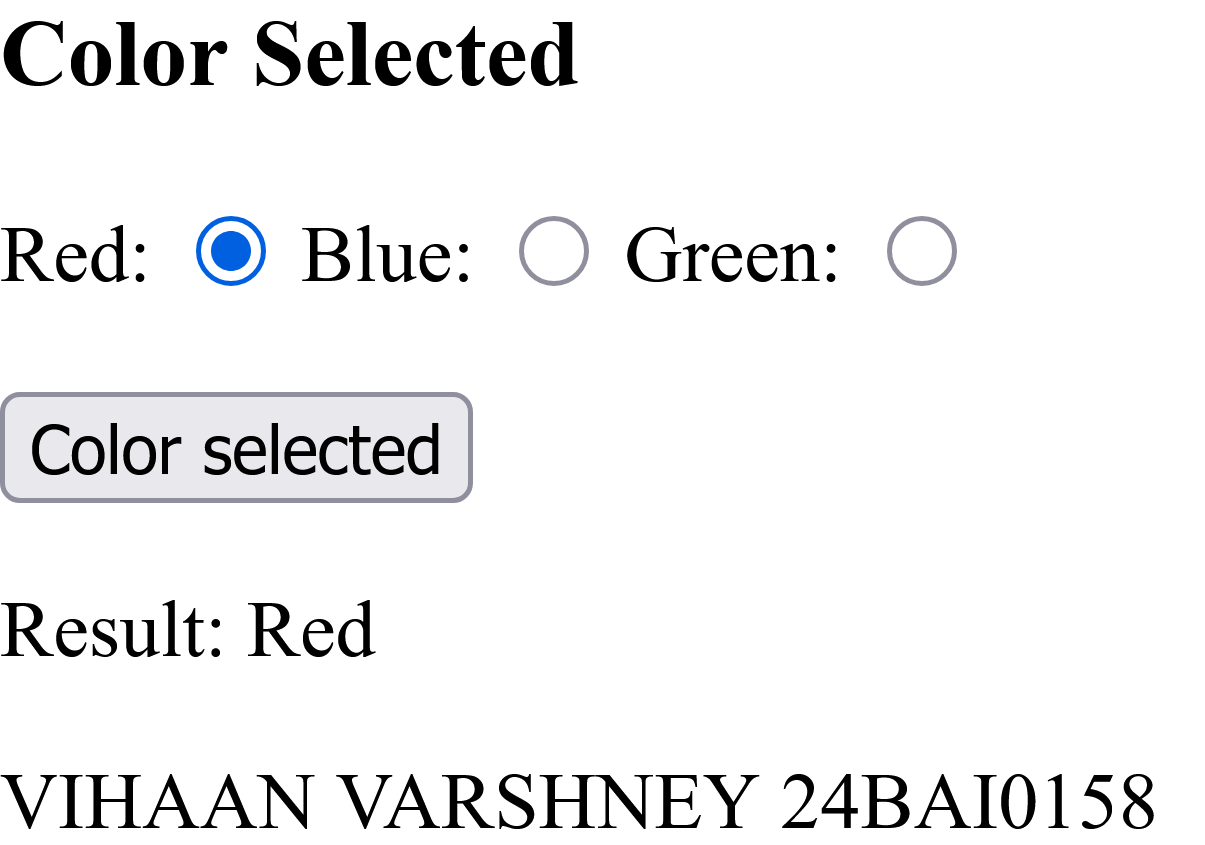 Color Selected
Red: Blue: Green:
Color selected
Result: Red
VIHAAN VARSHNEY 24BAI0158